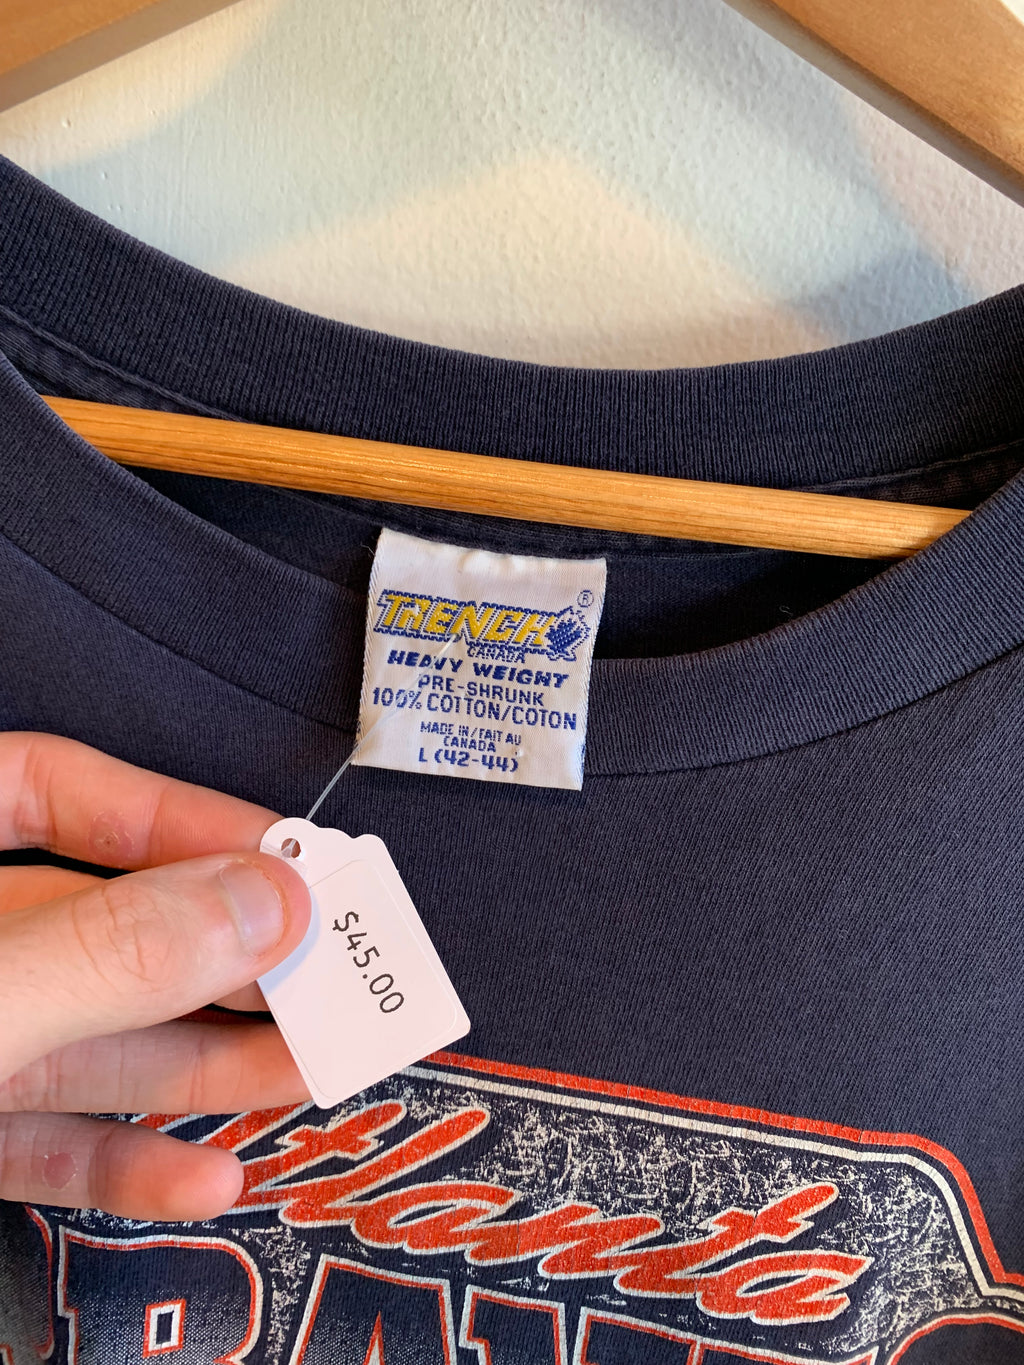 TRENCH ®
CANADA
HEAVY WEIGHT
PRE-SHRUNK
100% COTTON/COTON
MADE IN/FAIT AU
CANADA
L (42-44)
$45.00
Atlanta